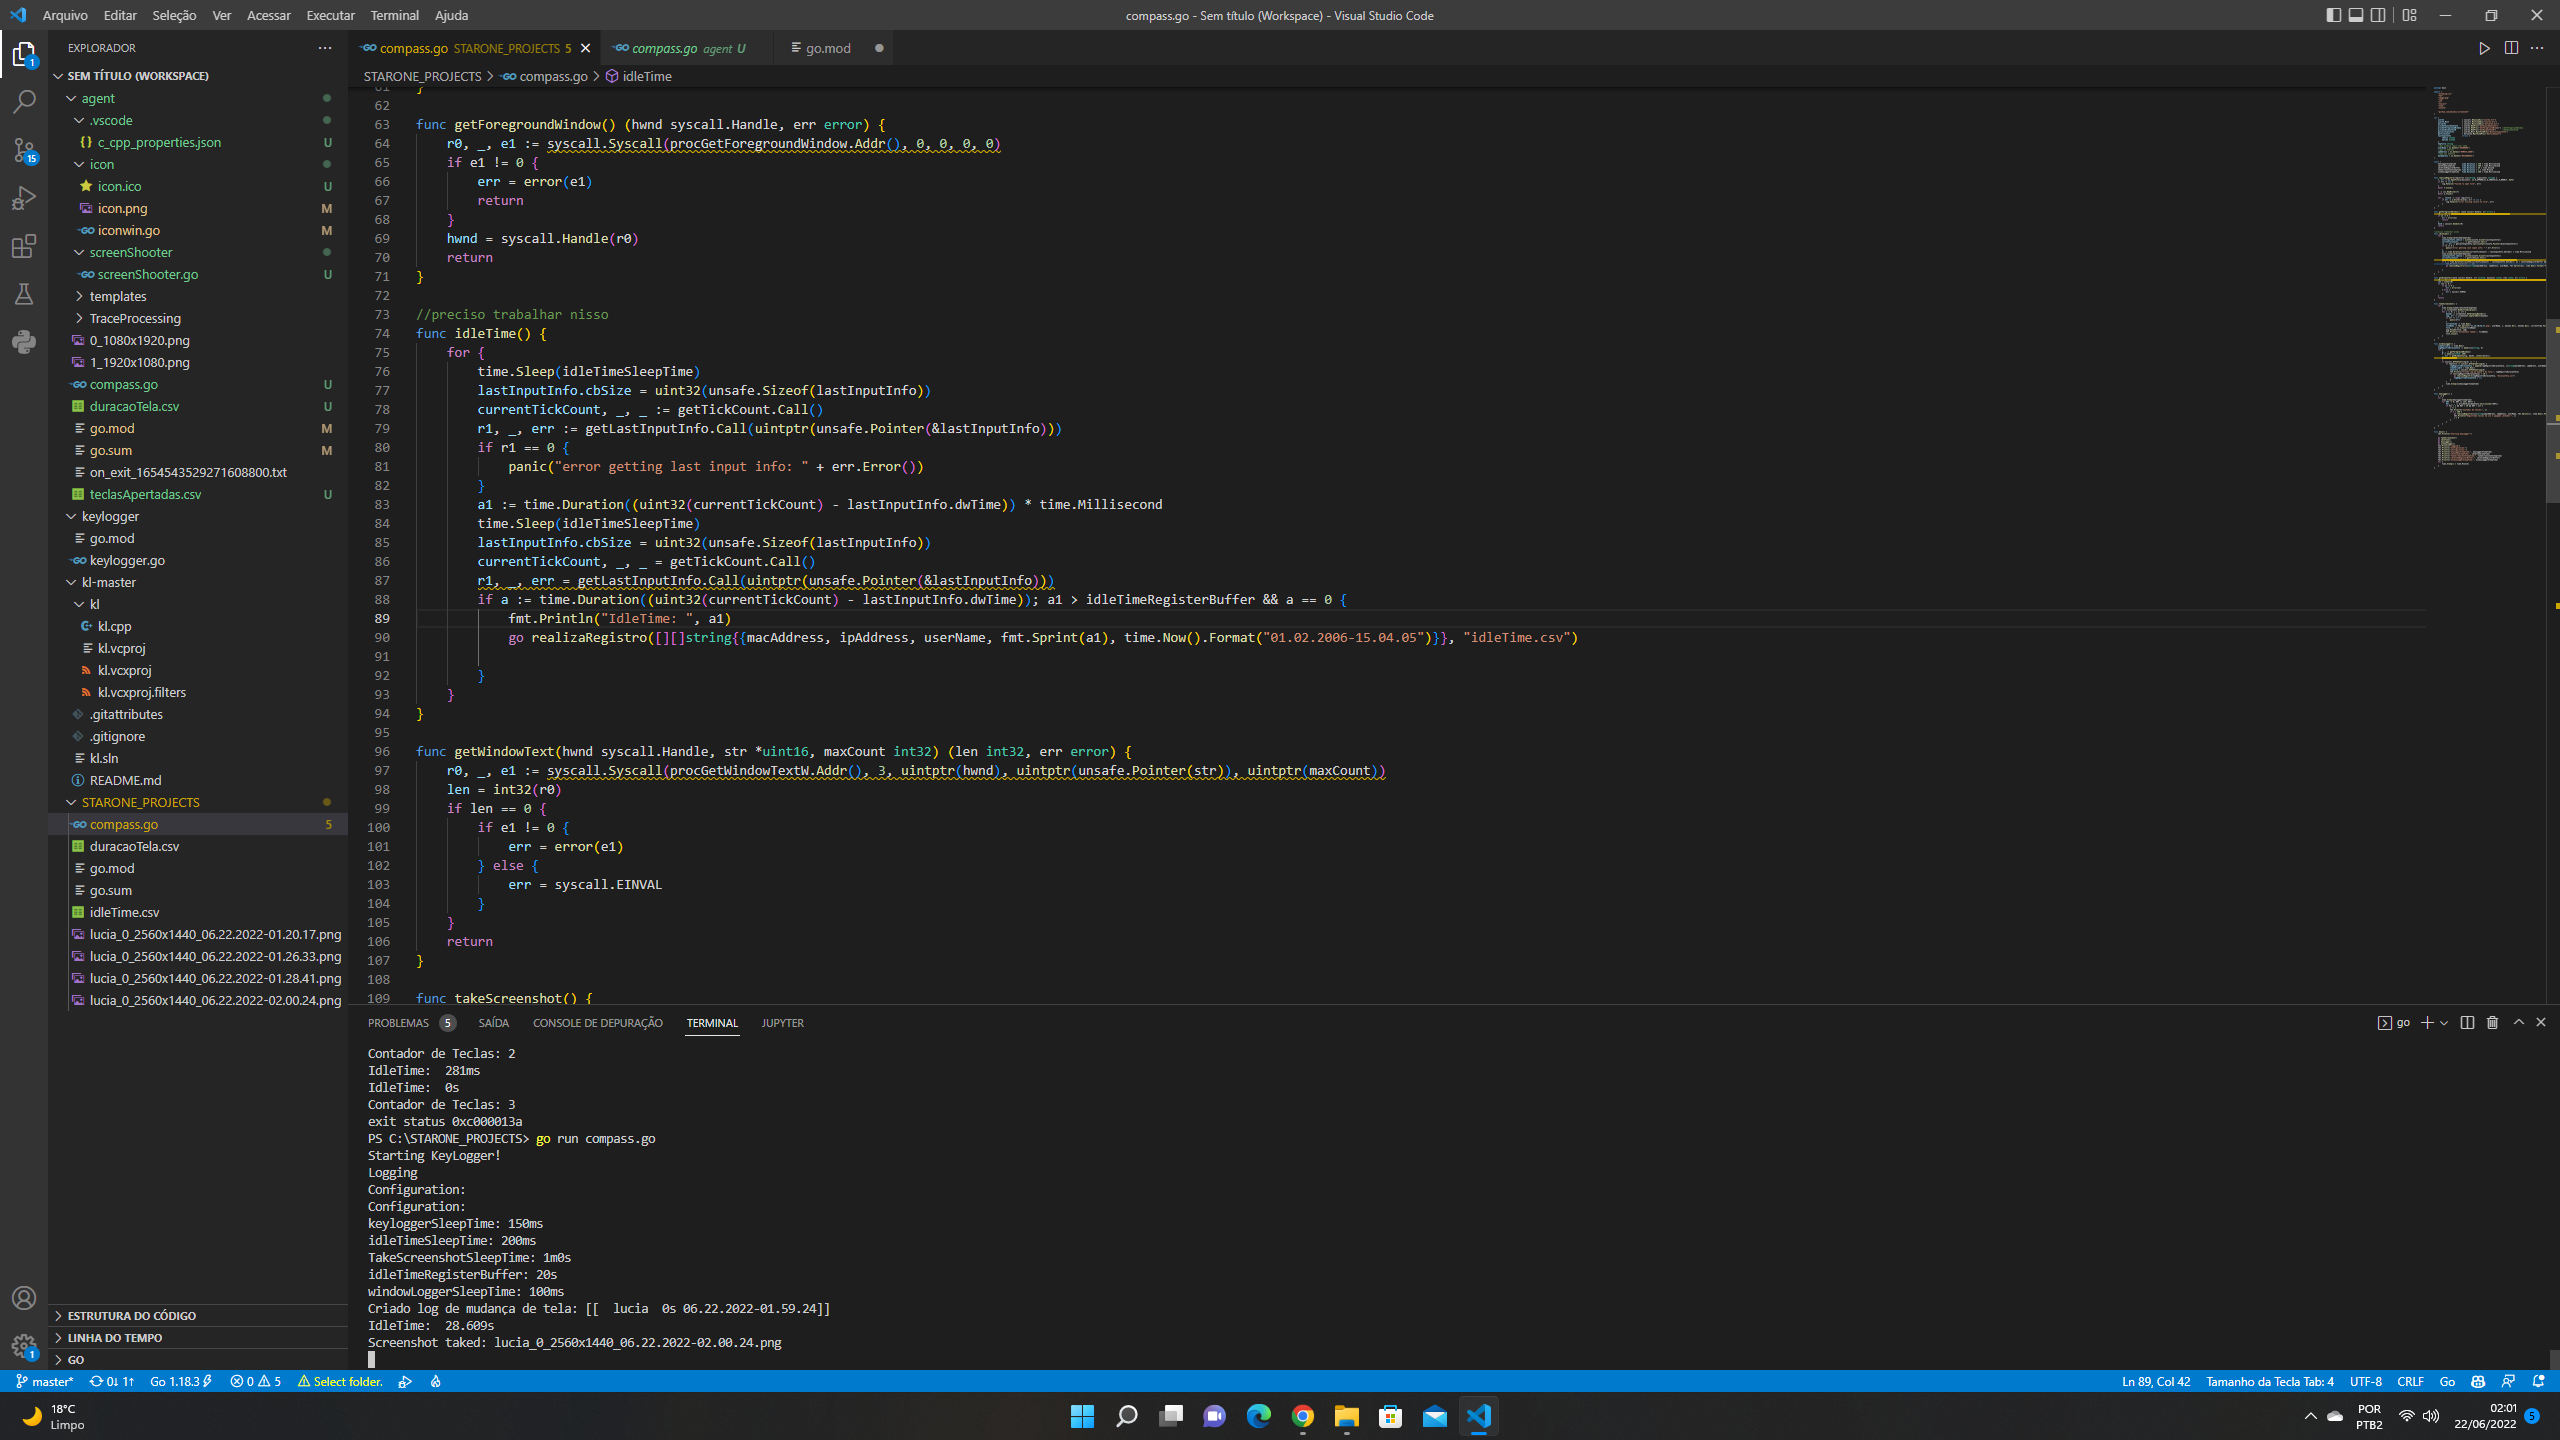 Arquivo Editar Seleção Ver Acessar Executar Terminal Ajuda
compass.go - Sem título (Workspace) - Visual Studio Code
EXPLORADOR
SEM TÍTULO (WORKSPACE)
agent
.vscode
c_cpp_properties.json U
icon
icon.ico U
icon.png M
iconwin.go M
screenShooter
screenShooter.go U
templates
TraceProcessing
0_1080x1920.png
1_1920x1080.png
compass.go U
duracaoTela.csv U
go.mod M
go.sum M
on_exit_1654543529271608800.txt
teclasApertadas.csv U
keylogger
go.mod
keylogger.go
kl-master
kl
kl.cpp
kl.vcproj
kl.vcxproj
kl.vcxproj.filters
.gitattributes
.gitignore
kl.sln
README.md
STARONE_PROJECTS
compass.go 5
duracaoTela.csv
go.mod
go.sum
idleTime.csv
lucia_0_2560x1440_06.22.2022-01.20.17.png
lucia_0_2560x1440_06.22.2022-01.26.33.png
lucia_0_2560x1440_06.22.2022-01.28.41.png
lucia_0_2560x1440_06.22.2022-02.00.24.png
ESTRUTURA DO CÓDIGO
LINHA DO TEMPO
GO
compass.go STARONE_PROJECTS 5
compass.go agent U
go.mod
STARONE_PROJECTS > compass.go > idleTime
61 }
62
63 func getForegroundWindow() (hwnd syscall.Handle, err error) {
64 r0, _, e1 := syscall.Syscall(procGetForegroundWindow.Addr(), 0, 0, 0, 0)
65 if e1 != 0 {
66 err = error(e1)
67 return
68 }
69 hwnd = syscall.Handle(r0)
70 return
71 }
72
73 //preciso trabalhar nisso
74 func idleTime() {
75 for {
76 time.Sleep(idleTimeSleepTime)
77 lastInputInfo.cbSize = uint32(unsafe.Sizeof(lastInputInfo))
78 currentTickCount, _, _ := getTickCount.Call()
79 r1, _, err := getLastInputInfo.Call(uintptr(unsafe.Pointer(&lastInputInfo)))
80 if r1 == 0 {
81 panic("error getting last input info: " + err.Error())
82 }
83 a1 := time.Duration((uint32(currentTickCount) - lastInputInfo.dwTime)) * time.Millisecond
84 time.Sleep(idleTimeSleepTime)
85 lastInputInfo.cbSize = uint32(unsafe.Sizeof(lastInputInfo))
86 currentTickCount, _, _ = getTickCount.Call()
87 r1, _, err = getLastInputInfo.Call(uintptr(unsafe.Pointer(&lastInputInfo)))
88 if a := time.Duration((uint32(currentTickCount) - lastInputInfo.dwTime)); a1 > idleTimeRegisterBuffer && a == 0 {
89 fmt.Println("IdleTime: ", a1)
90 go realizaRegistro([][]string{{macAddress, ipAddress, userName, fmt.Sprint(a1), time.Now().Format("01.02.2006-15.04.05")}}, "idleTime.csv")
91
92 }
93 }
94 }
95
96 func getWindowText(hwnd syscall.Handle, str *uint16, maxCount int32) (len int32, err error) {
97 r0, _, e1 := syscall.Syscall(procGetWindowTextW.Addr(), 3, uintptr(hwnd), uintptr(unsafe.Pointer(str)), uintptr(maxCount))
98 len = int32(r0)
99 if len == 0 {
100 if e1 != 0 {
101 err = error(e1)
102 } else {
103 err = syscall.EINVAL
104 }
105 }
106 return
107 }
108
109 func takeScreenshot() {
PROBLEMAS 5 SAÍDA CONSOLE DE DEPURAÇÃO TERMINAL JUPYTER
go
Contador de Teclas: 2
IdleTime:  281ms
IdleTime:  0s
Contador de Teclas: 3
exit status 0xc000013a
PS C:\STARONE_PROJECTS> go run compass.go
Starting KeyLogger!
Logging
Configuration:
Configuration:
keyloggerSleepTime: 150ms
idleTimeSleepTime: 200ms
TakeScreenshotSleepTime: 1m0s
idleTimeRegisterBuffer: 20s
windowLoggerSleepTime: 100ms
Criado log de mudança de tela: [[  lucia  0s 06.22.2022-01.59.24]]
IdleTime:  28.609s
Screenshot taked: lucia_0_2560x1440_06.22.2022-02.00.24.png
1
15
1
master* 0↓ 1↑ Go 1.18.3 0 5 Select folder.
Ln 89, Col 42 Tamanho da Tecla Tab: 4 UTF-8 CRLF Go
18°C
Limpo
POR
PTB2
02:01
22/06/2022
5